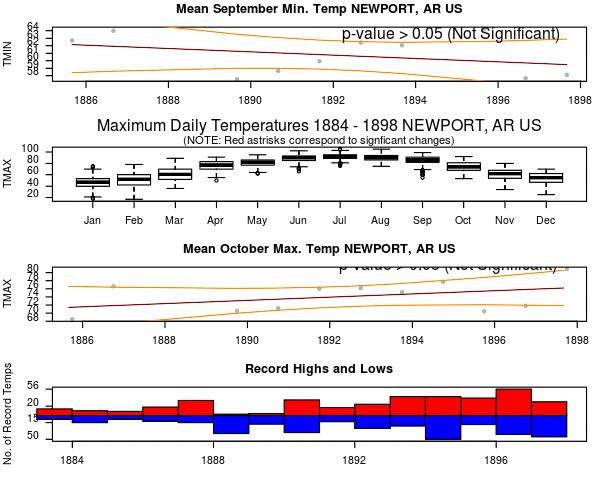 Mean September Min. Temp NEWPORT, AR US
p-value > 0.05 (Not Significant)
TMIN
64
62
60
59
58
1886 1888 1890 1892 1894 1896 1898
Maximum Daily Temperatures 1884 - 1898 NEWPORT, AR US
(NOTE: Red astrisks correspond to signficant changes)
TMAX
100
80
60
40
20
Jan Feb Mar Apr May Jun Jul Aug Sep Oct Nov Dec
Mean October Max. Temp NEWPORT, AR US
p-value > 0.05 (Not Significant)
TMAX
80
78
76
74
72
70
68
1886 1888 1890 1892 1894 1896 1898
Record Highs and Lows
No. of Record Temps
56
20
15
50
1884 1888 1892 1896